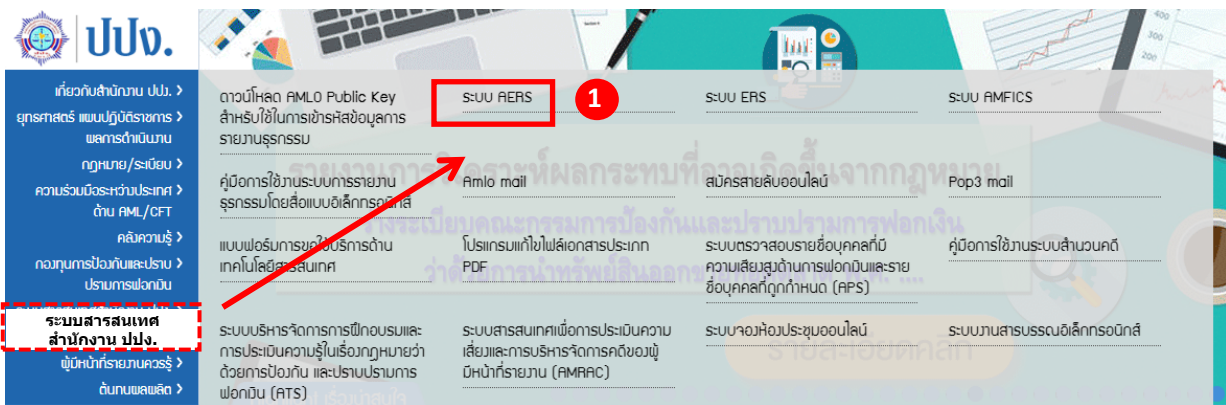 ปปง.
เกี่ยวกับสำนักงาน ปปง. >
ยุทธศาสตร์ แผนปฏิบัติราชการ >
ผลการดำเนินงาน
กฎหมาย/ระเบียบ >
ความร่วมมือระหว่างประเทศ >
ด้าน AML/CFT
คลังความรู้ >
กองทุนการป้องกันและปราบ >
ปรามการฟอกเงิน
ระบบสารสนเทศ
สำนักงาน ปปง.
ผู้มีหน้าที่รายงานควรรู้ >
ต้นทุนผลผลิต >
ดาวน์โหลด AMLO Public Key
สำหรับใช้ในการเข้ารหัสข้อมูลการ
รายงานธุรกรรม
ระบบ AERS
1
ระบบ ERS
ระบบ AMFICS
คู่มือการใช้งานระบบการรายงาน
ธุรกรรมโดยสื่อแบบอิเล็กทรอนิกส์
Amlo mail
สมัครสายลับออนไลน์
Pop3 mail
แบบฟอร์มการขอใช้บริการด้าน
เทคโนโลยีสารสนเทศ
โปรแกรมแก้ไขไฟล์เอกสารประเภท
PDF
ระบบตรวจสอบรายชื่อบุคคลที่มี
ความเสี่ยงสูงด้านการฟอกเงินและราย
ชื่อบุคคลที่ถูกกำหนด (APS)
คู่มือการใช้งานระบบสำนวนคดี
ระบบบริหารจัดการการฝึกอบรมและ
การประเมินความรู้ในเรื่องกฎหมายว่า
ด้วยการป้องกัน และปราบปรามการ
ฟอกเงิน (ATS)
ระบบสารสนเทศเพื่อการประเมินความ
เสี่ยงและการบริหารจัดการคดีของผู้
มีหน้าที่รายงาน (AMRAC)
ระบบจองห้องประชุมออนไลน์
ระบบงานสารบรรณอิเล็กทรอนิกส์
รายละเอียดคลิก